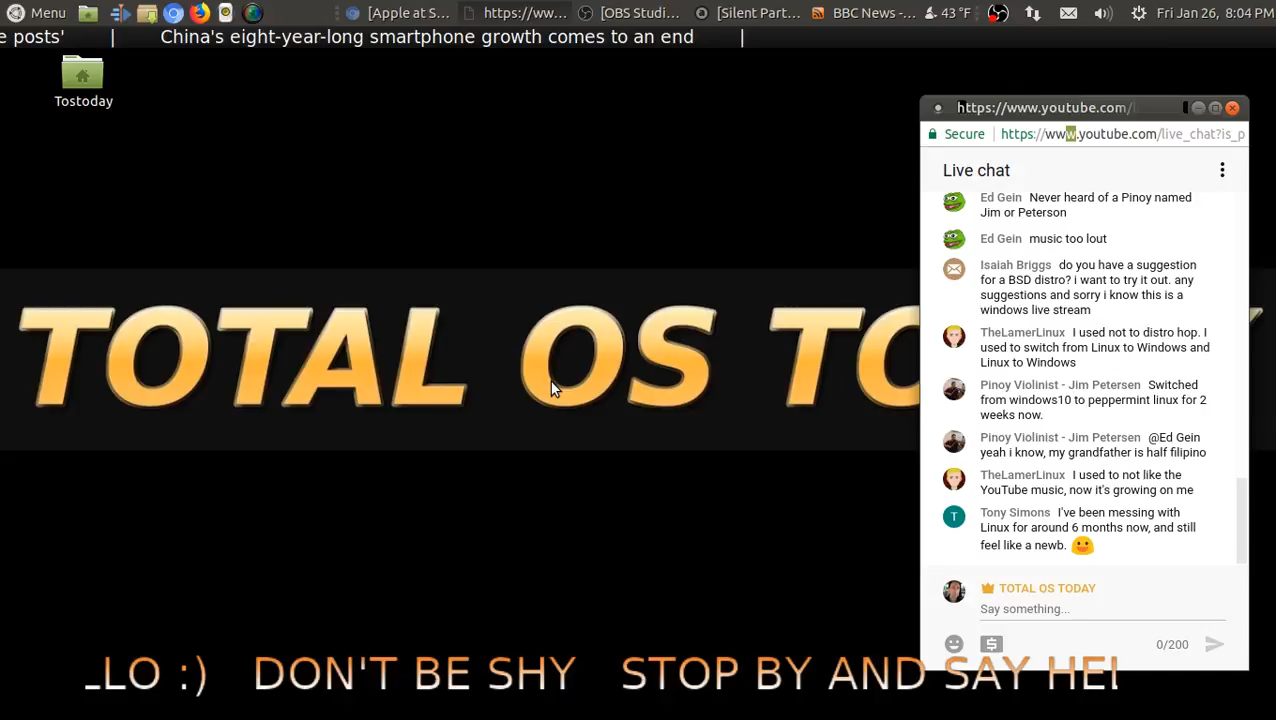 Menu [Apple at S... https://ww... [OBS Studi... [Silent Part... BBC News -... 43 °F Fri Jan 26, 8:04 PM
e posts' | China's eight-year-long smartphone growth comes to an end |
Tostoday
https://www.youtube.com/l
Secure | https://www.youtube.com/live_chat?is_p
Live chat
Ed Gein Never heard of a Pinoy named
Jim or Peterson
Ed Gein music too lout
Isaiah Briggs do you have a suggestion
for a BSD distro? i want to try it out. any
suggestions and sorry i know this is a
windows live stream
TheLamerLinux I used not to distro hop. I
used to switch from Linux to Windows and
Linux to Windows
Pinoy Violinist - Jim Petersen Switched
from windows10 to peppermint linux for 2
weeks now.
Pinoy Violinist - Jim Petersen @Ed Gein
yeah i know, my grandfather is half filipino
TheLamerLinux I used to not like the
YouTube music, now it's growing on me
T Tony Simons I've been messing with
Linux for around 6 months now, and still
feel like a newb.
TOTAL OS TODAY
Say something...
0/200
TOTAL OS TO
LO :) DON'T BE SHY STOP BY AND SAY HEL